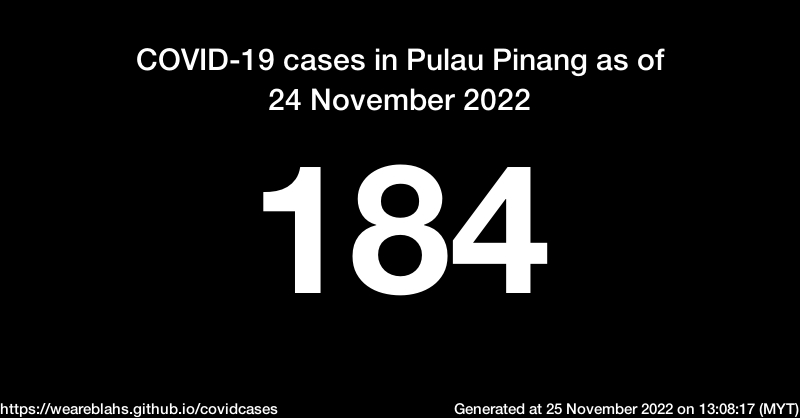 COVID-19 cases in Pulau Pinang as of
24 November 2022
184
https://weareblahs.github.io/covidcases
Generated at 25 November 2022 on 13:08:17 (MYT)